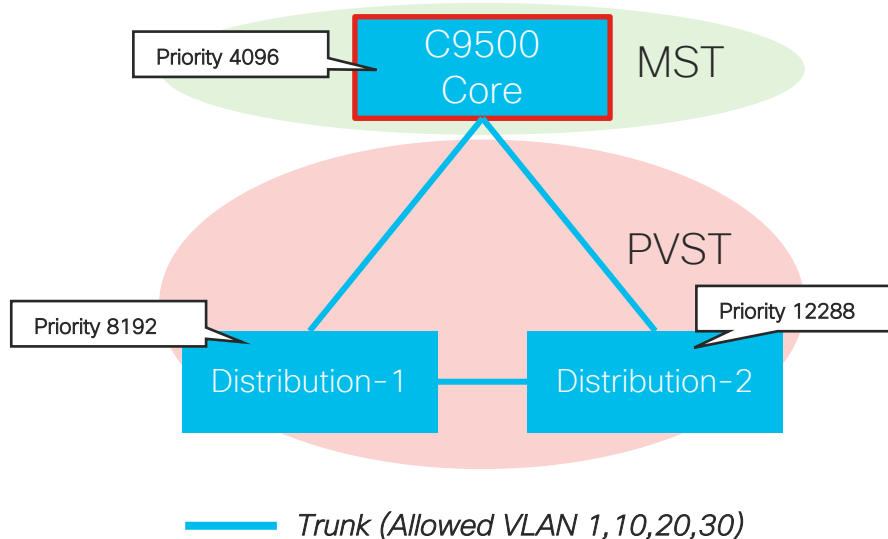 Priority 4096
C9500
Core
MST
PVST
Priority 8192
Priority 12288
Distribution-1
Distribution-2
Trunk (Allowed VLAN 1,10,20,30)